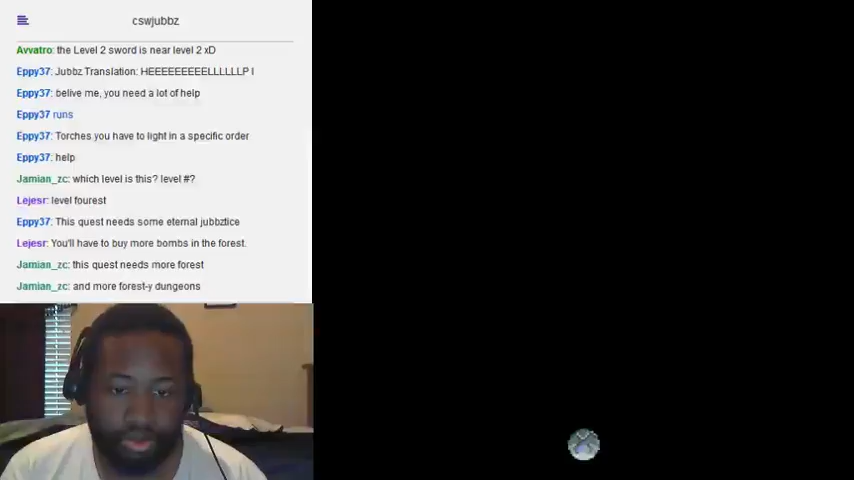 cswjubbz
Avvatro: the Level 2 sword is near level 2 xD
Eppy37: Jubbz Translation: HEEEEEEEEELLLLLLP I
Eppy37: belive me, you need a lot of help
Eppy37 runs
Eppy37: Torches you have to light in a specific order
Eppy37: help
Jamian_zc: which level is this? level #?
Lejesr: level fourest
Eppy37: This quest needs some eternal jubbztice
Lejesr: You'll have to buy more bombs in the forest.
Jamian_zc: this quest needs more forest
Jamian_zc: and more forest-y dungeons